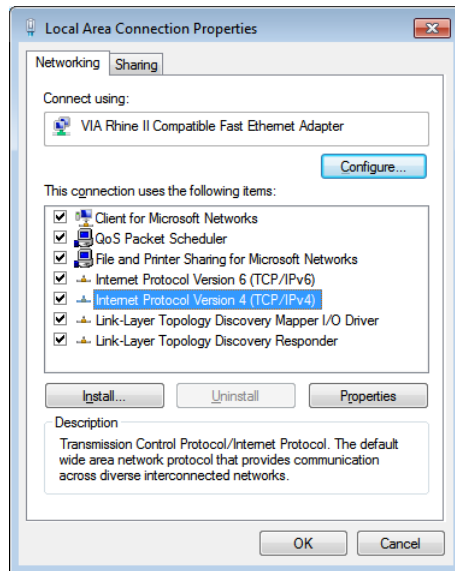 Local Area Connection Properties
Networking
Sharing
Connect using:
VIA Rhine II Compatible Fast Ethernet Adapter
Configure...
This connection uses the following items:
Client for Microsoft Networks
QoS Packet Scheduler
File and Printer Sharing for Microsoft Networks
Internet Protocol Version 6 (TCP/IPv6)
Internet Protocol Version 4 (TCP/IPv4)
Link-Layer Topology Discovery Mapper I/O Driver
Link-Layer Topology Discovery Responder
Install...
Uninstall
Properties
Description
Transmission Control Protocol/Internet Protocol. The default
wide area network protocol that provides communication
across diverse interconnected networks.
OK
Cancel